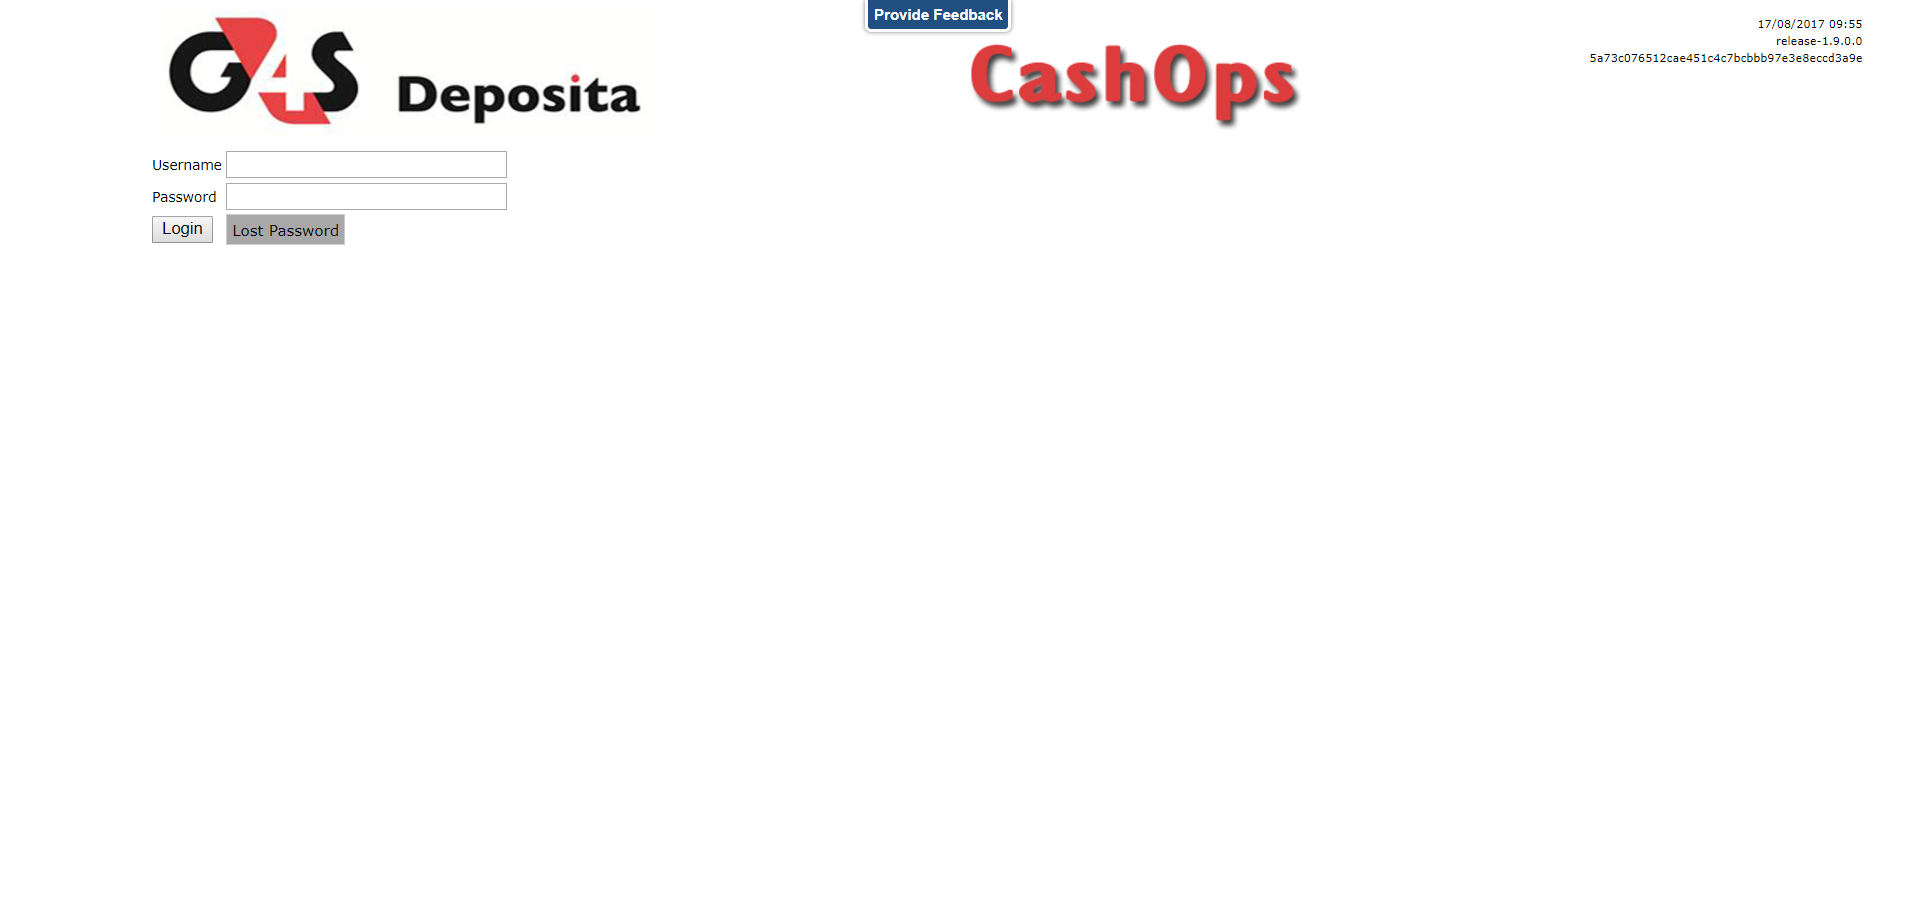 Provide Feedback
G4S Deposita
CashOps
17/08/2017 09:55
release-1.9.0.0
5a73c076512cae451c4c7bcbbb97e3e8eccd3a9e
Username
Password
Login Lost Password